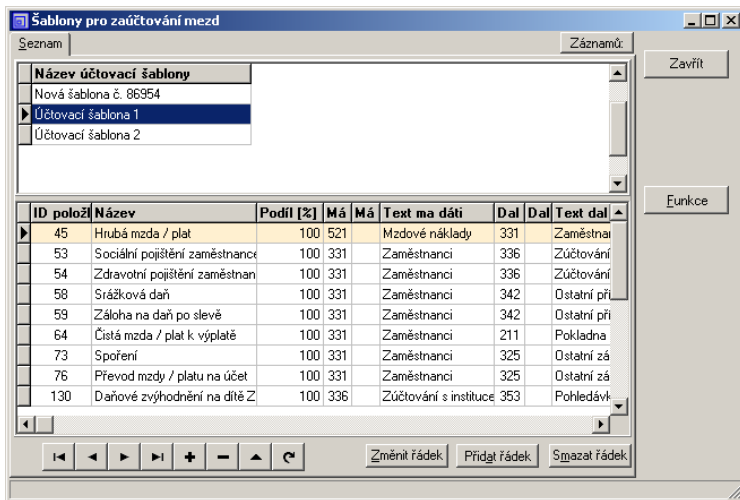 Šablony pro zaúčtování mezd
Seznam
Záznamů:
Zavřít
Název účtovací šablony
Nová šablona č. 86954
Účtovací šablona 1
Účtovací šablona 2
Funkce
ID položk Název Podíl [%] Má Má Text ma dáti Dal Dal Text dal
45 Hrubá mzda / plat 100 521 Mzdové náklady 331 Zaměstnan
53 Sociální pojištění zaměstnance 100 331 Zaměstnanci 336 Zúčtování
54 Zdravotní pojištění zaměstnan 100 331 Zaměstnanci 336 Zúčtování
58 Srážková daň 100 331 Zaměstnanci 342 Ostatní pří
59 Záloha na daň po slevě 100 331 Zaměstnanci 342 Ostatní pří
64 Čistá mzda / plat k výplatě 100 331 Zaměstnanci 211 Pokladna
73 Spoření 100 331 Zaměstnanci 325 Ostatní zá
76 Převod mzdy / platu na účet 100 331 Zaměstnanci 325 Ostatní zá
130 Daňové zvýhodnění na dítě Z 100 336 Zúčtování s instituce 353 Pohledávk
Změnit řádek Přidat řádek Smazat řádek